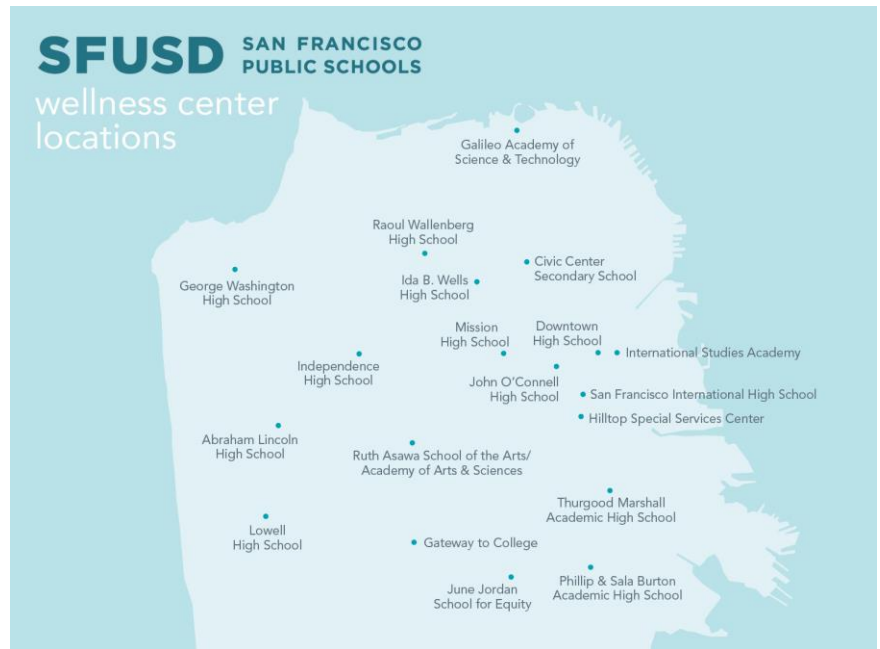 SFUSD
SAN FRANCISCO
PUBLIC SCHOOLS
wellness center
locations
Galileo Academy of
Science & Technology
Raoul Wallenberg
High School
Civic Center
Secondary School
George Washington
High School
Ida B. Wells
High School
Mission
High School
Downtown
High School
International Studies Academy
Independence
High School
John O'Connell
High School
San Francisco International High School
Hilltop Special Services Center
Abraham Lincoln
High School
Ruth Asawa School of the Arts/
Academy of Arts & Sciences
Thurgood Marshall
Academic High School
Lowell
High School
Gateway to College
June Jordan
School for Equity
Phillip & Sala Burton
Academic High School